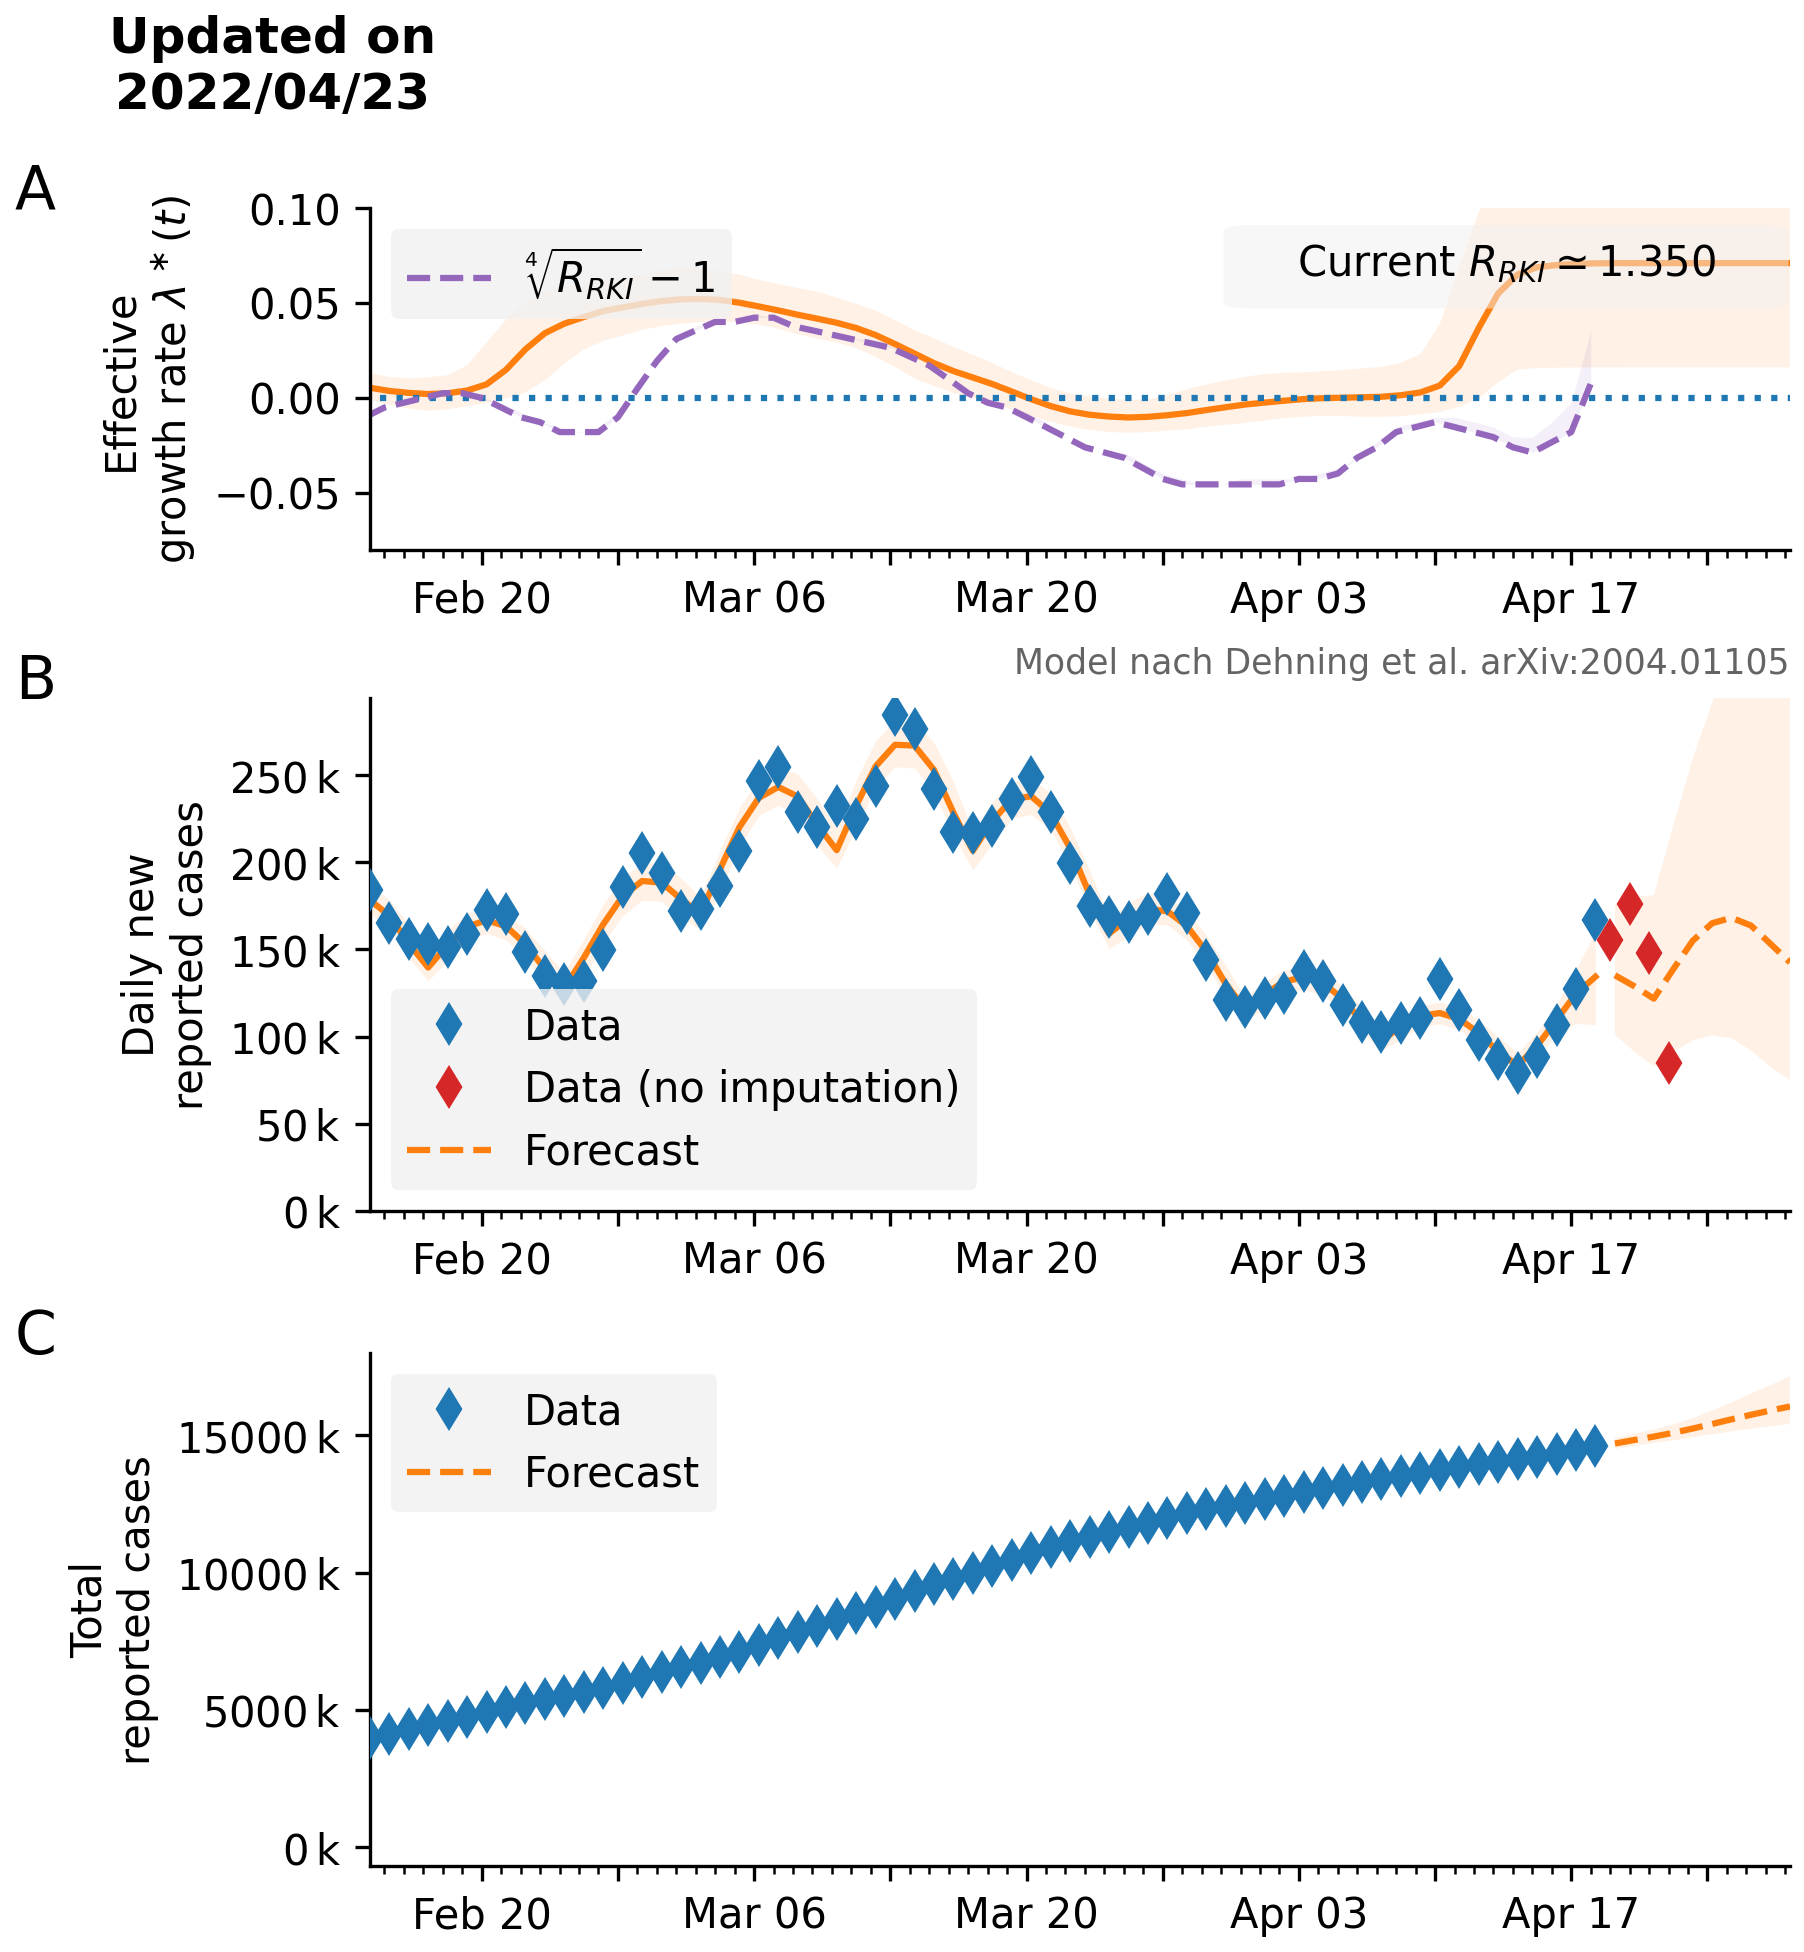 Updated on
2022/04/23
A
Effective
growth rate λ * (t)
0.10
0.05
0.00
−0.05
∜R_RKI − 1
Current R_RKI ≃ 1.350
Feb 20 Mar 06 Mar 20 Apr 03 Apr 17
B
Model nach Dehning et al. arXiv:2004.01105
Daily new
reported cases
250 k
200 k
150 k
100 k
50 k
0 k
Data
Data (no imputation)
Forecast
Feb 20 Mar 06 Mar 20 Apr 03 Apr 17
C
Total
reported cases
15000 k
10000 k
5000 k
0 k
Data
Forecast
Feb 20 Mar 06 Mar 20 Apr 03 Apr 17